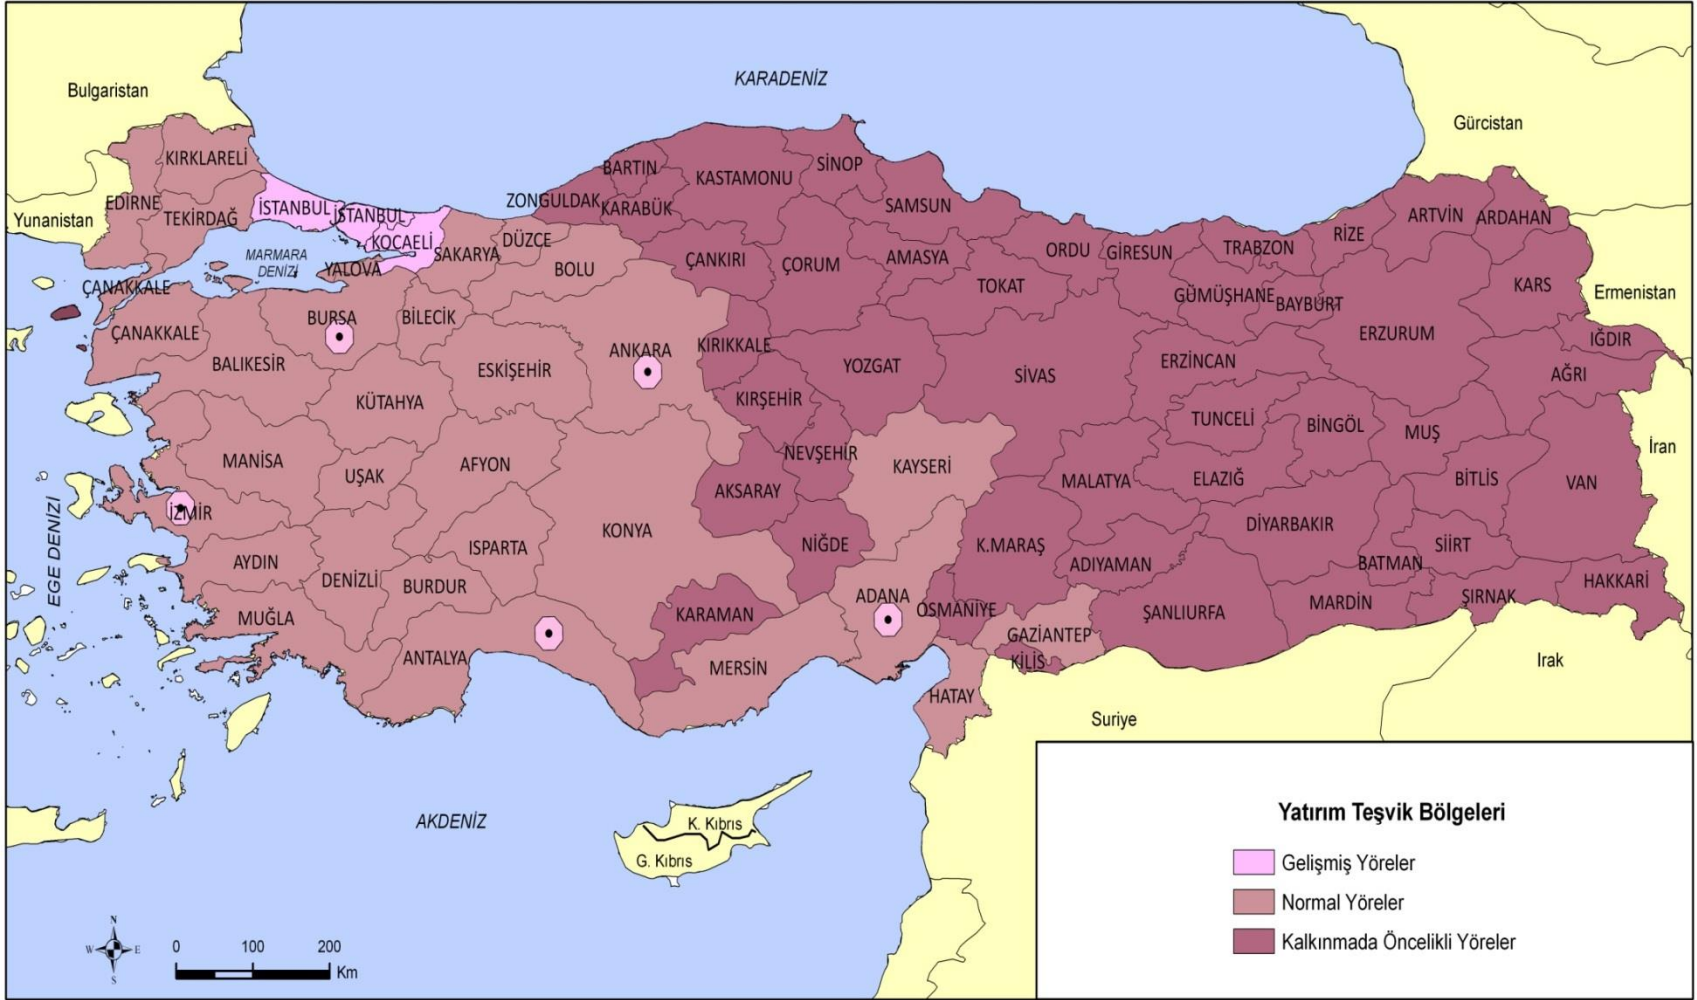 KARADENİZ
Bulgaristan
Gürcistan
KIRKLARELİ
BARTIN
SİNOP
KASTAMONU
EDİRNE
TEKİRDAĞ
İSTANBUL
İSTANBUL
ZONGULDAK
KARABÜK
SAMSUN
ARTVİN
ARDAHAN
Yunanistan
KOCAELİ
SAKARYA
DÜZCE
RİZE
MARMARA
DENİZİ
YALOVA
BOLU
ÇANKIRI
ÇORUM
AMASYA
ORDU
GİRESUN
TRABZON
ÇANAKKALE
TOKAT
GÜMÜŞHANE
BAYBURT
KARS
Ermenistan
ÇANAKKALE
BURSA
BİLECİK
ERZURUM
IĞDIR
BALIKESİR
ESKİŞEHİR
ANKARA
KIRIKKALE
YOZGAT
SİVAS
ERZİNCAN
AĞRI
KÜTAHYA
KIRŞEHİR
TUNCELİ
BİNGÖL
MUŞ
İran
MANİSA
UŞAK
AFYON
NEVŞEHİR
KAYSERİ
MALATYA
ELAZIĞ
BİTLİS
VAN
AKSARAY
İZMİR
KONYA
DİYARBAKIR
EGE DENİZİ
AYDIN
DENİZLİ
ISPARTA
NİĞDE
K.MARAŞ
ADIYAMAN
BATMAN
SİİRT
BURDUR
HAKKARİ
MUĞLA
KARAMAN
ADANA
OSMANİYE
ŞANLIURFA
MARDİN
ŞIRNAK
ANTALYA
MERSİN
GAZİANTEP
KİLİS
Irak
HATAY
Suriye
AKDENİZ
K. Kıbrıs
G. Kıbrıs
Yatırım Teşvik Bölgeleri
Gelişmiş Yöreler
Normal Yöreler
Kalkınmada Öncelikli Yöreler
N
W
E
S
0 100 200
Km